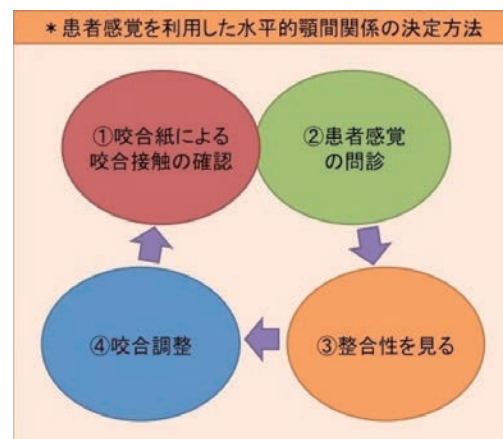 ＊患者感覚を利用した水平的顎間関係の決定方法
①咬合紙による
咬合接触の確認
②患者感覚
の問診
③整合性を見る
④咬合調整